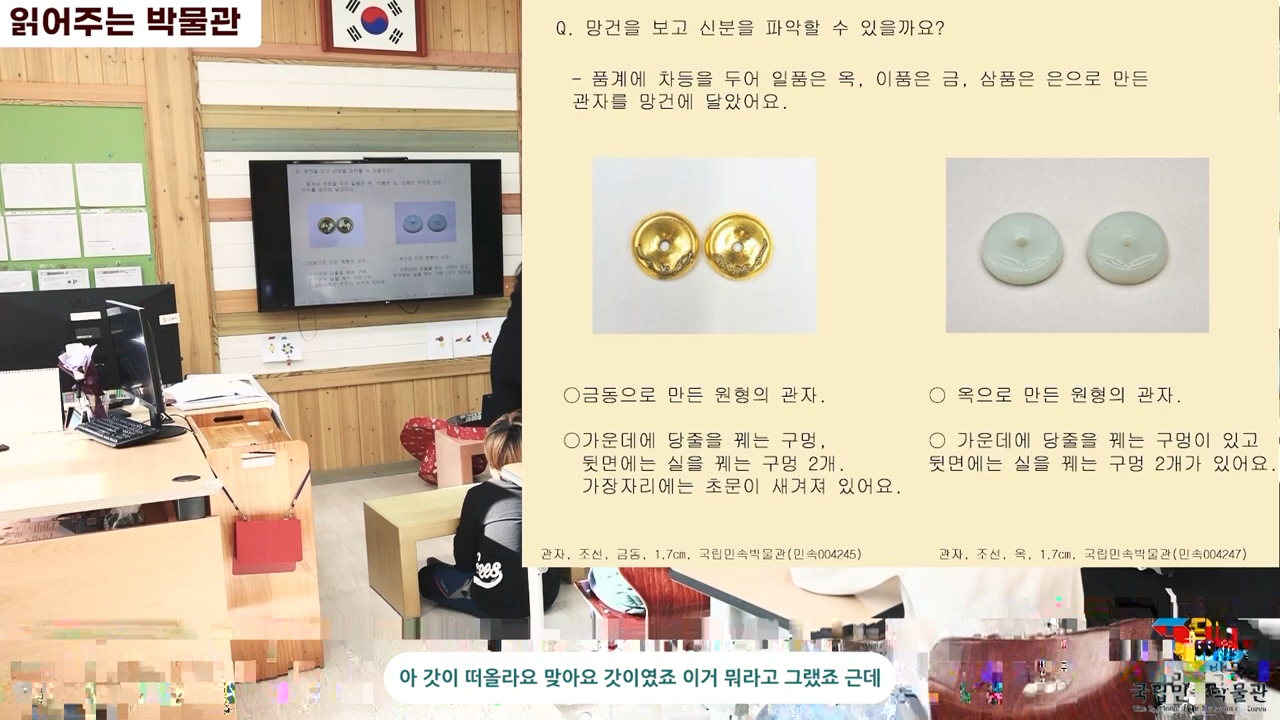 읽어주는 박물관
Q. 망건을 보고 신분을 파악할 수 있을까요?
- 품계에 차등을 두어 일품은 옥, 이품은 금, 삼품은 은으로 만든
관자를 망건에 달았어요.
○금동으로 만든 원형의 관자.
○가운데에 당줄을 꿰는 구멍,
뒷면에는 실을 꿰는 구멍 2개.
가장자리에는 초문이 새겨져 있어요.
관자, 조선, 금동, 1.7cm, 국립민속박물관(민속004245)
○ 옥으로 만든 원형의 관자.
○ 가운데에 당줄을 꿰는 구멍이 있고
뒷면에는 실을 꿰는 구멍 2개가 있어요.
관자, 조선, 옥, 1.7cm, 국립민속박물관(민속004247)
아 갓이 떠올라요 맞아요 갓이였죠 이거 뭐라고 그랬죠 근데